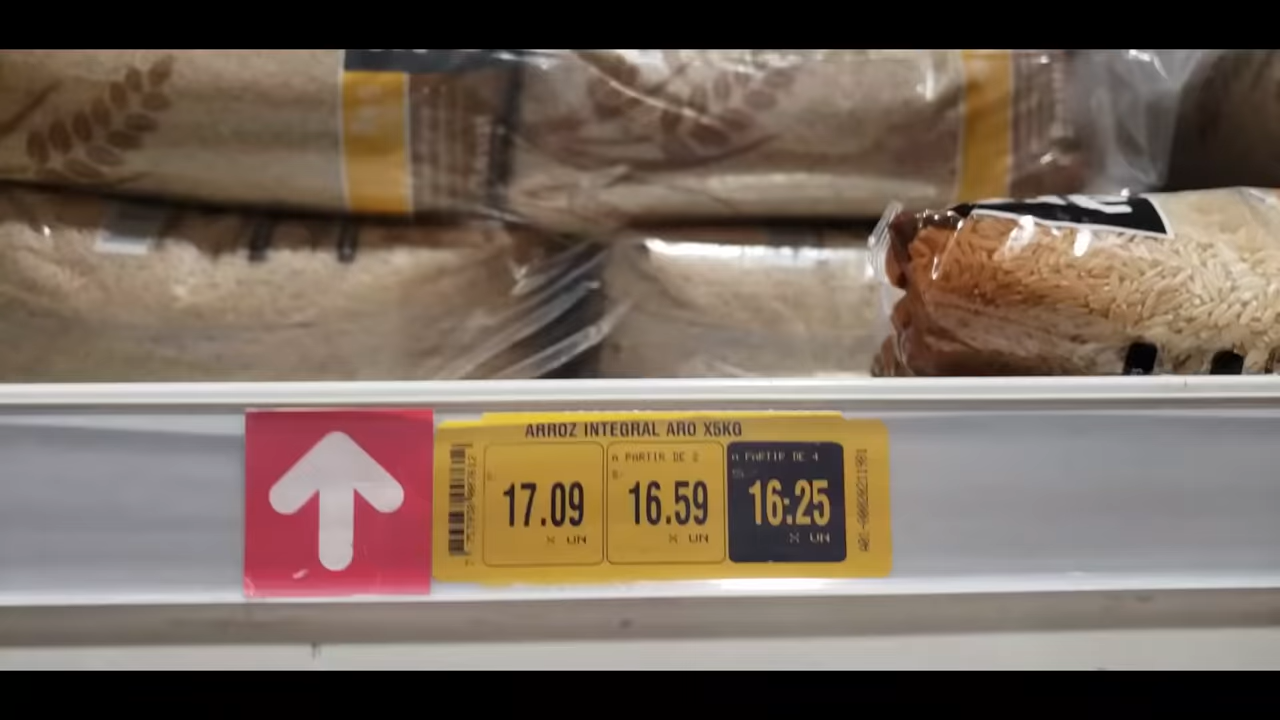 ARROZ INTEGRAL ARO X5KG
A PARTIR DE 2
A PARTIR DE 4
17.09
16.59
16.25
X UN
X UN
X UN